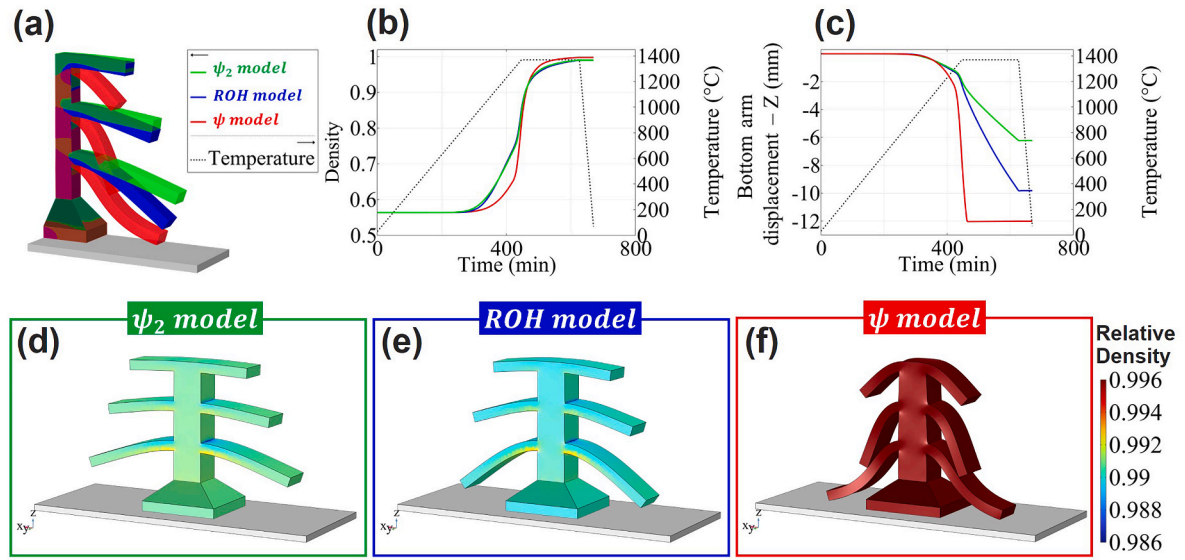 (a)
ψ₂ model
ROH model
ψ model
Temperature
(b)
1
0.9
0.8
0.7
0.6
0.5
Density
0 400 800
Time (min)
1400
1200
1000
800
600
400
200
0
Temperature (°C)
(c)
-2
-4
-6
-8
-10
-12
Bottom arm
displacement – Z (mm)
0 400 800
Time (min)
1400
1200
1000
800
600
400
200
0
Temperature (°C)
(d)
ψ₂ model
z
x y
(e)
ROH model
z
x y
(f)
ψ model
z
x y
Relative
Density
0.996
0.994
0.992
0.99
0.988
0.986